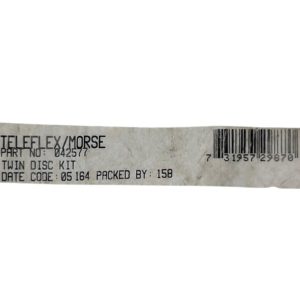 TELEFLEX/MORSE
PART NO: 042577
TWIN DISC KIT
DATE CODE: 05164 PACKED BY: 158
7 31957 29870